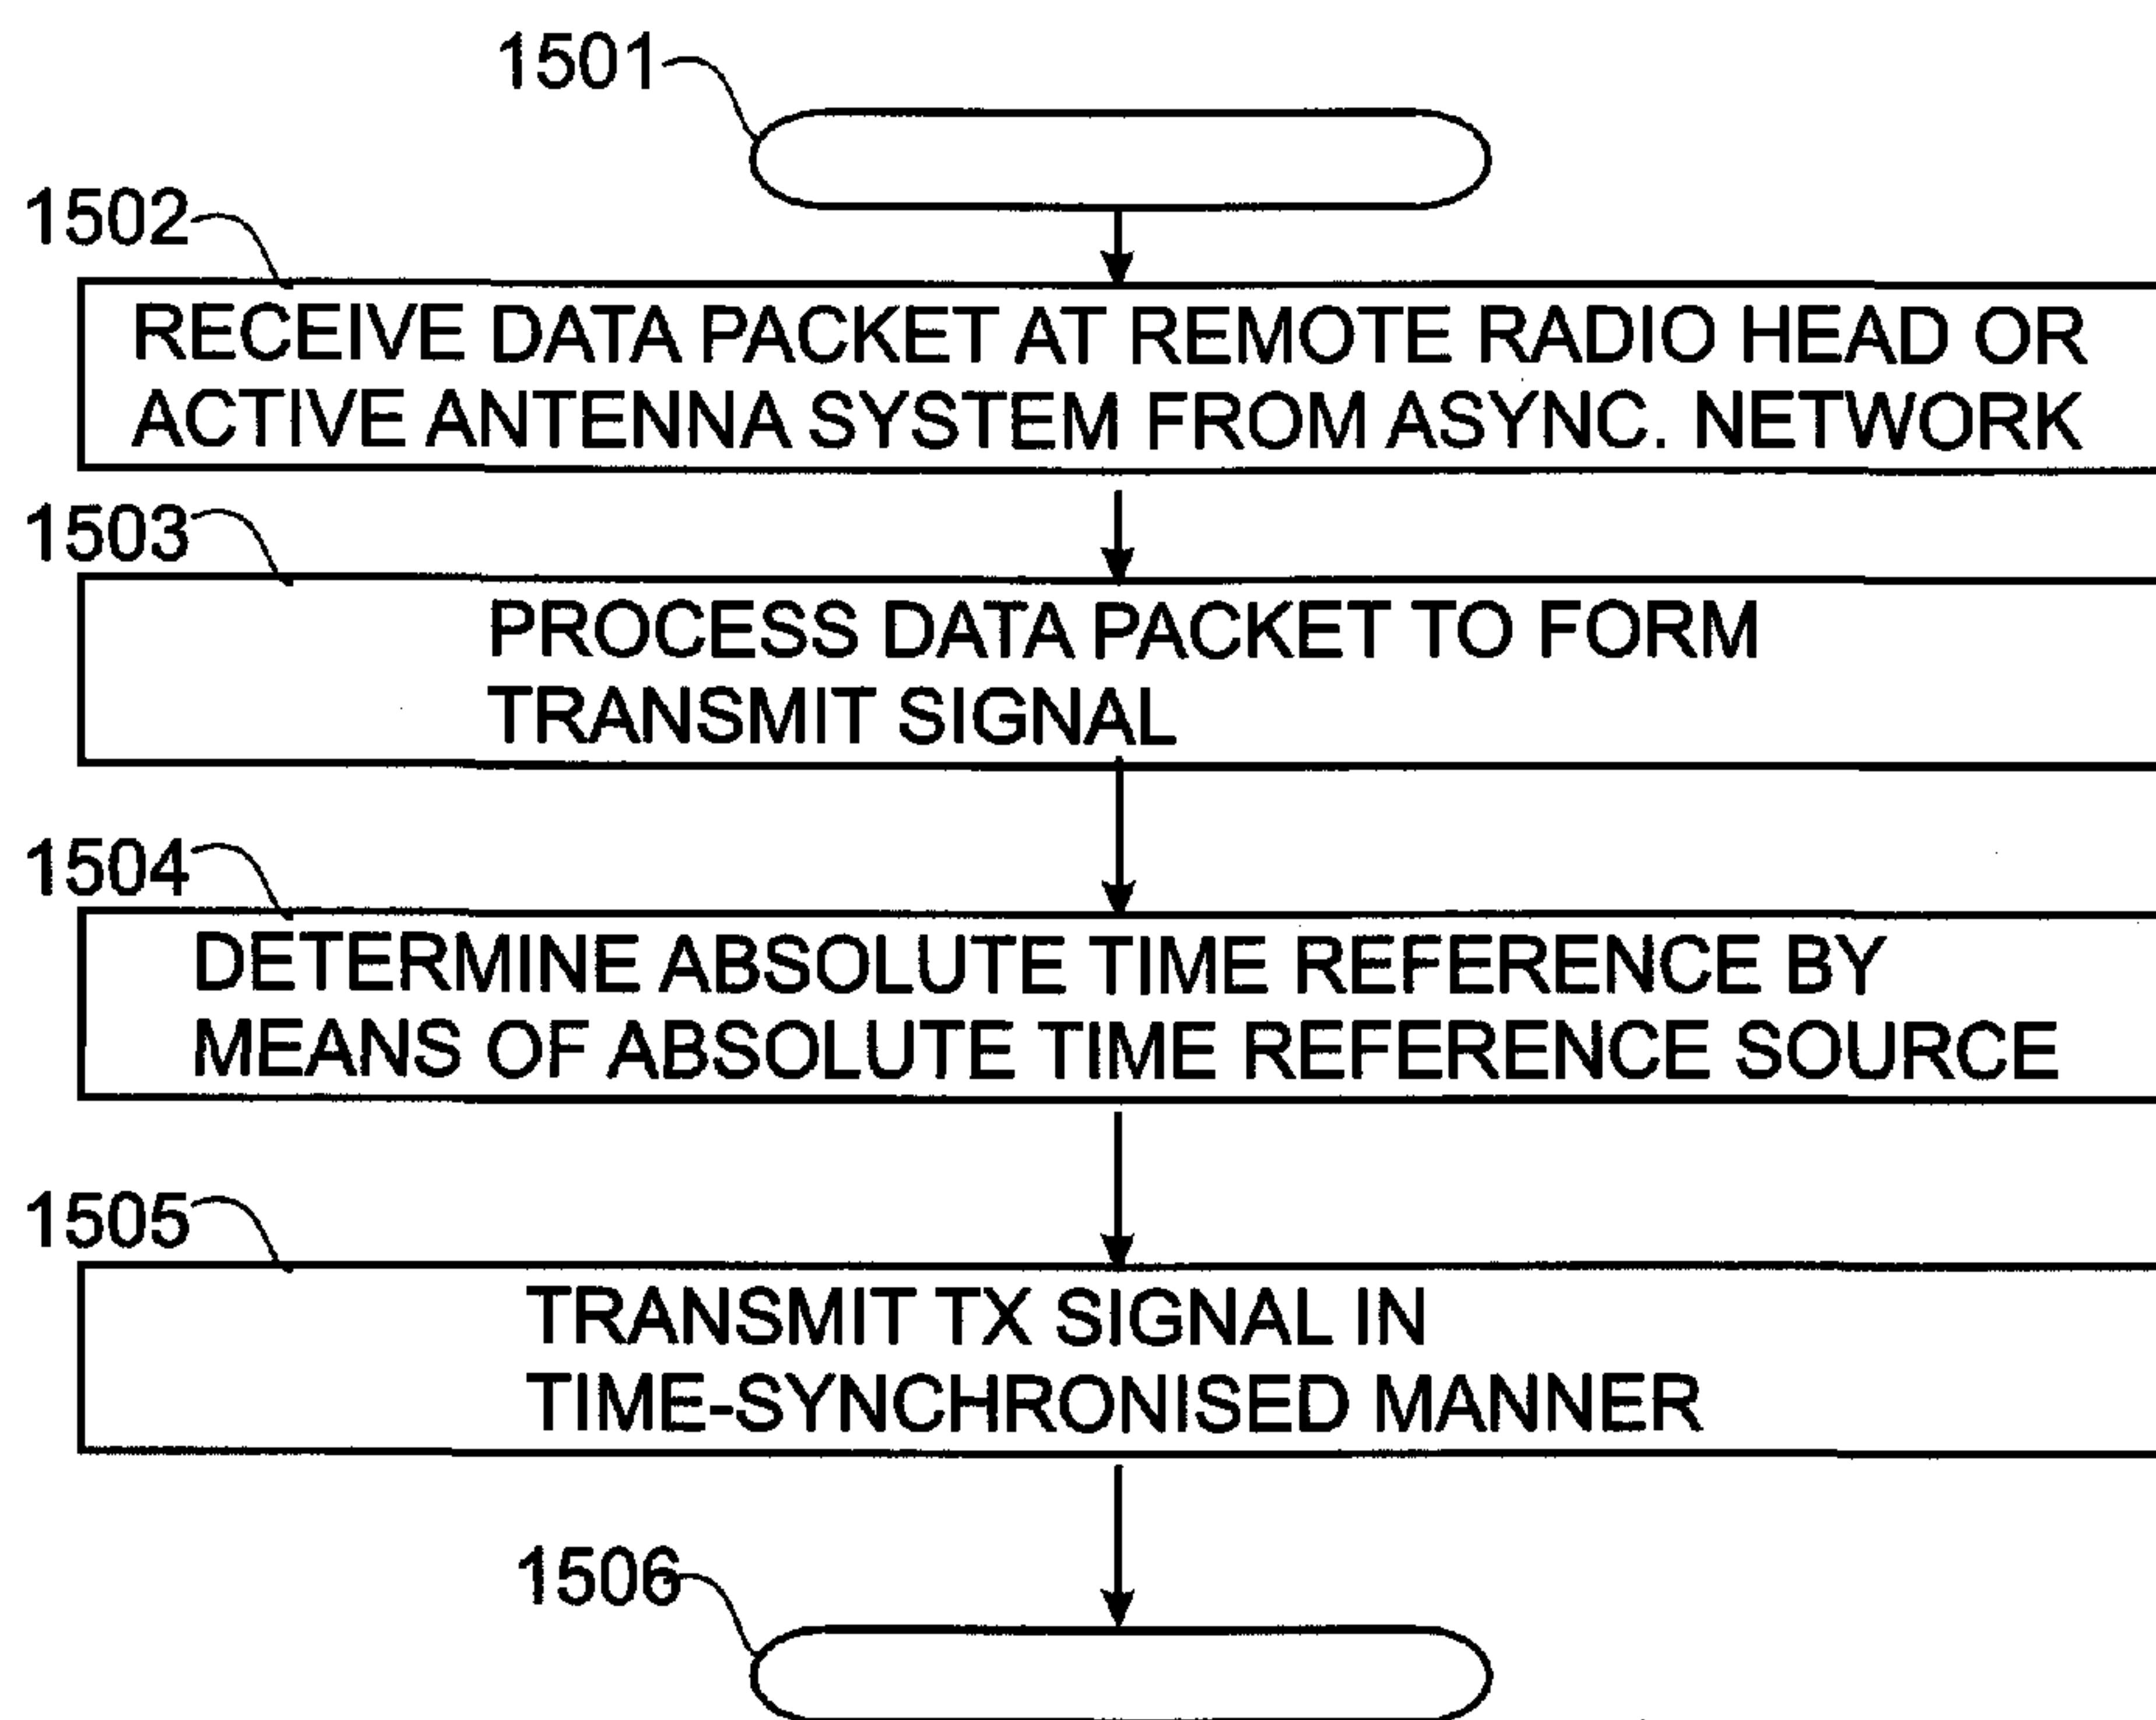 1501
1502
RECEIVE DATA PACKET AT REMOTE RADIO HEAD OR
ACTIVE ANTENNA SYSTEM FROM ASYNC. NETWORK
1503
PROCESS DATA PACKET TO FORM
TRANSMIT SIGNAL
1504
DETERMINE ABSOLUTE TIME REFERENCE BY
MEANS OF ABSOLUTE TIME REFERENCE SOURCE
1505
TRANSMIT TX SIGNAL IN
TIME-SYNCHRONISED MANNER
1506